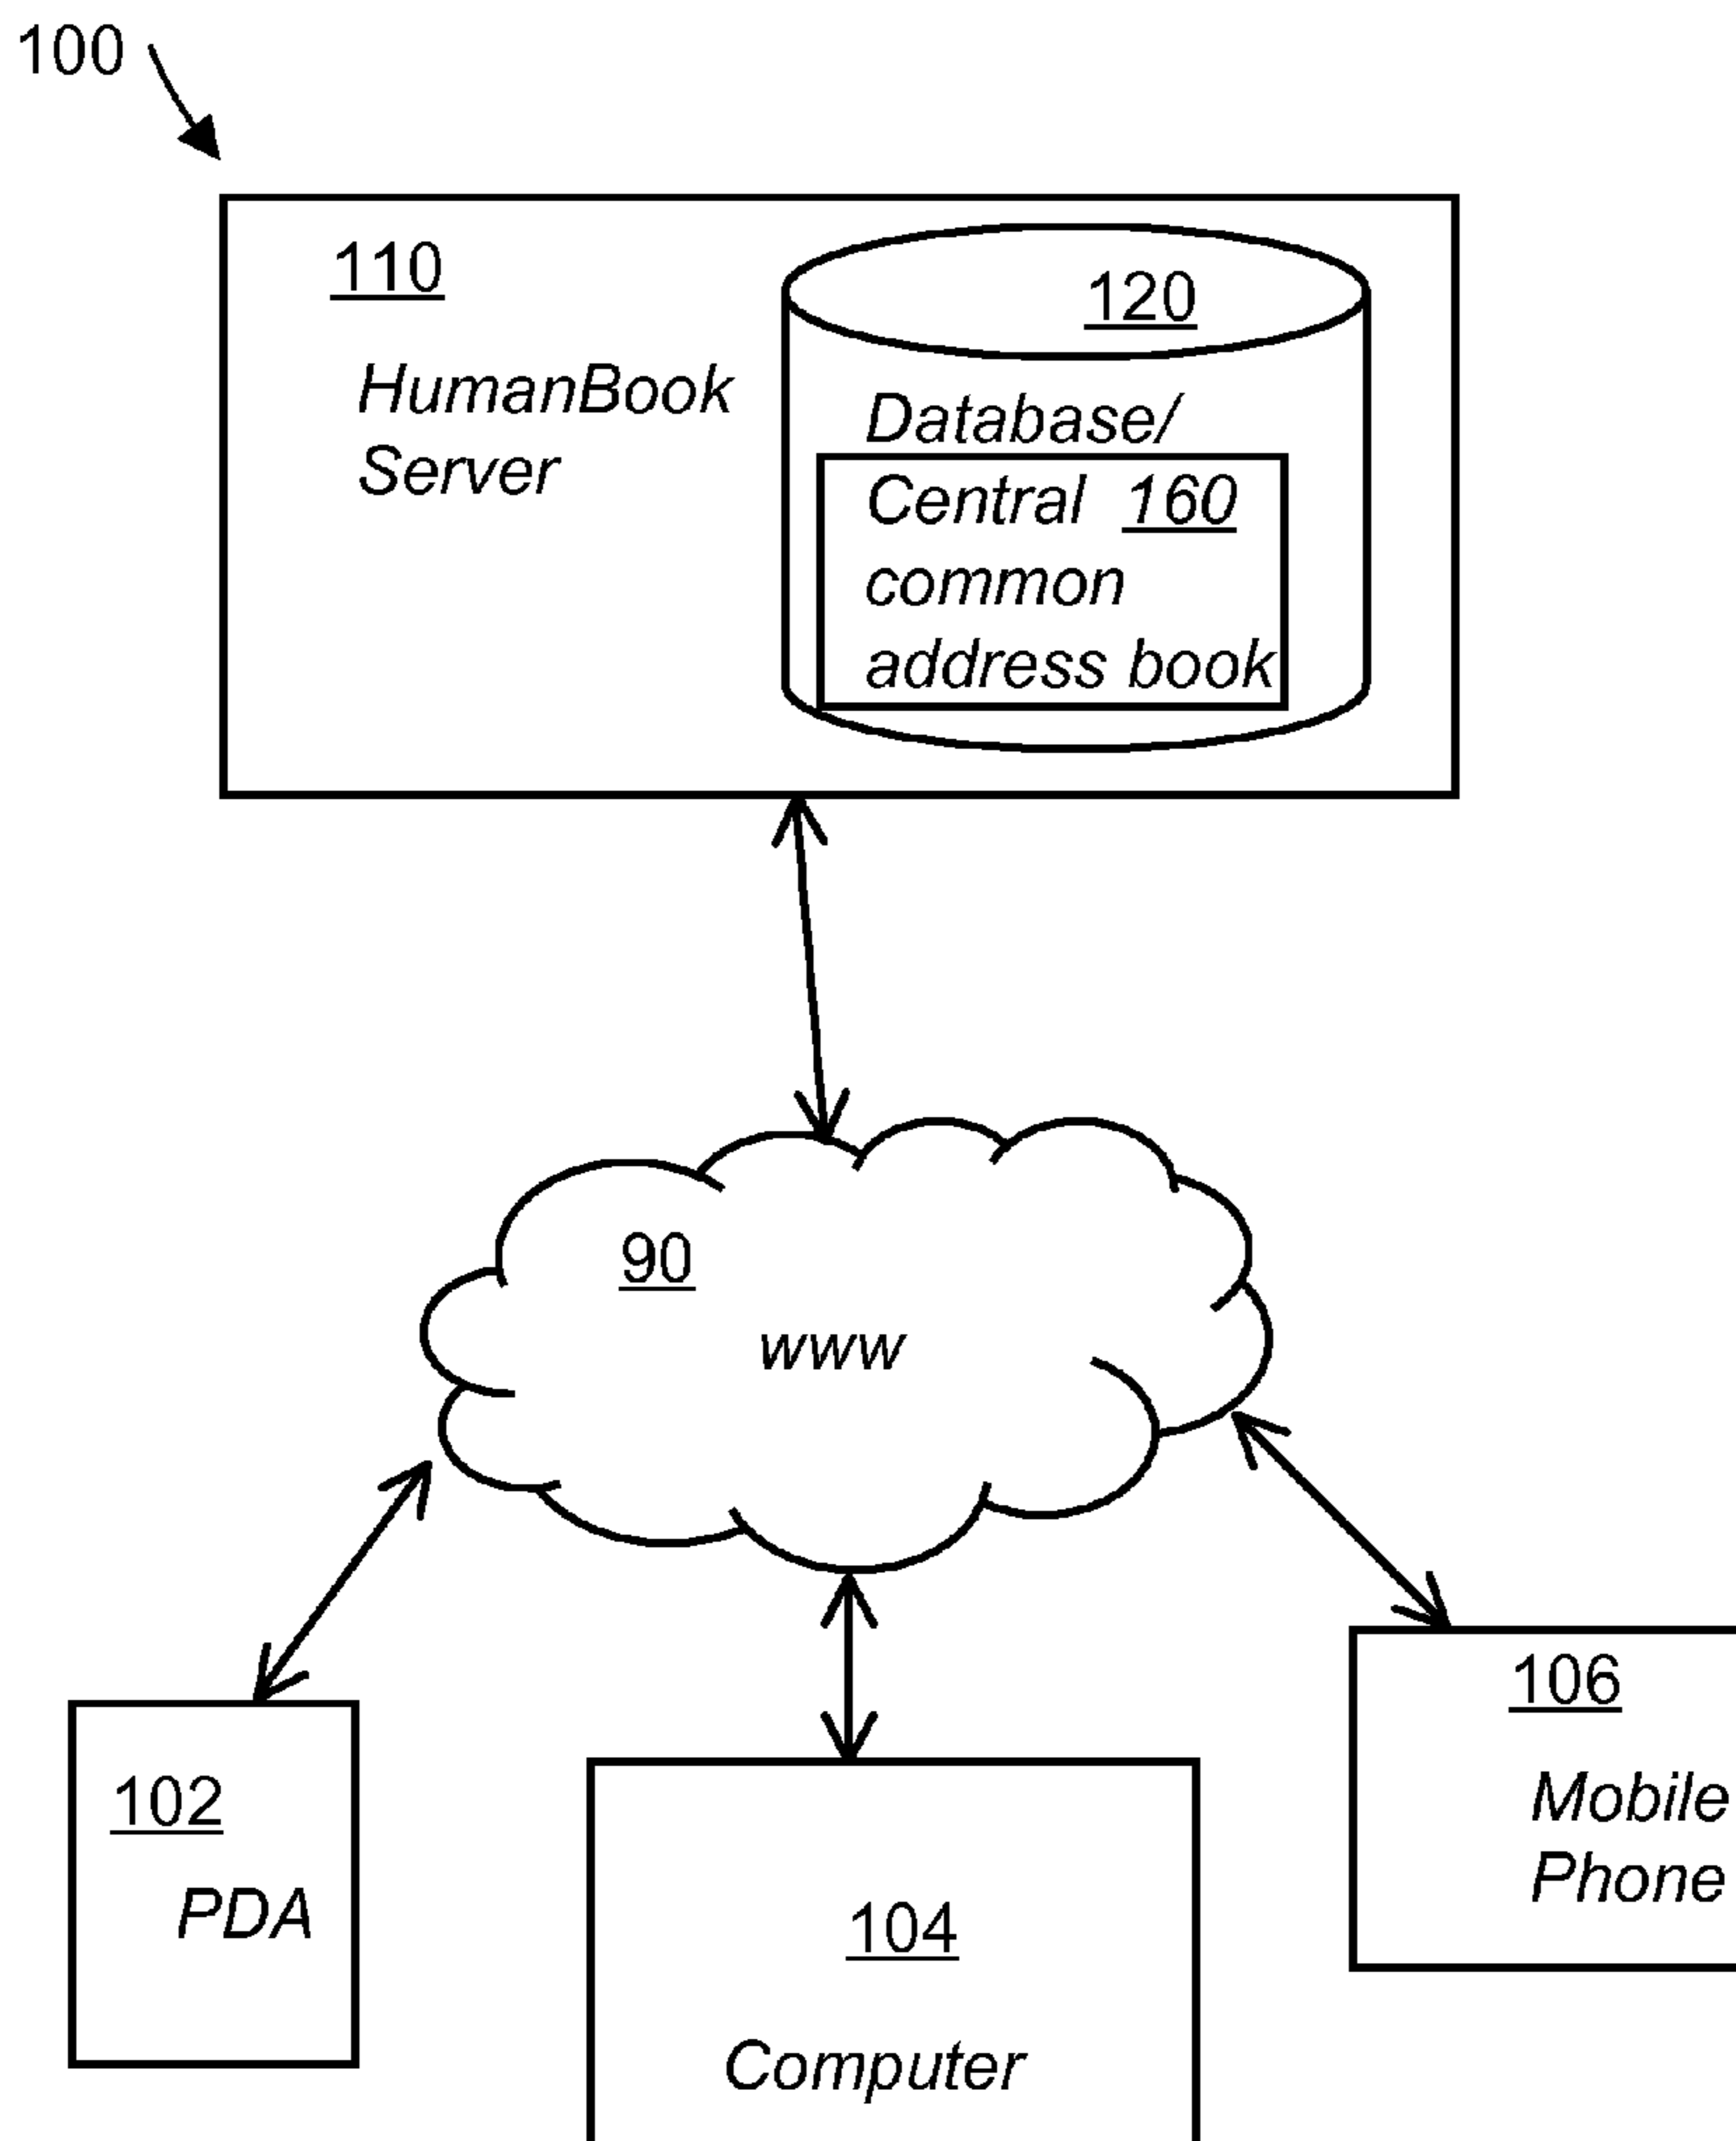 100
110
HumanBook
Server
120
Database/
Central 160
common
address book
90
www
106
Mobile
Phone
102
PDA
104
Computer